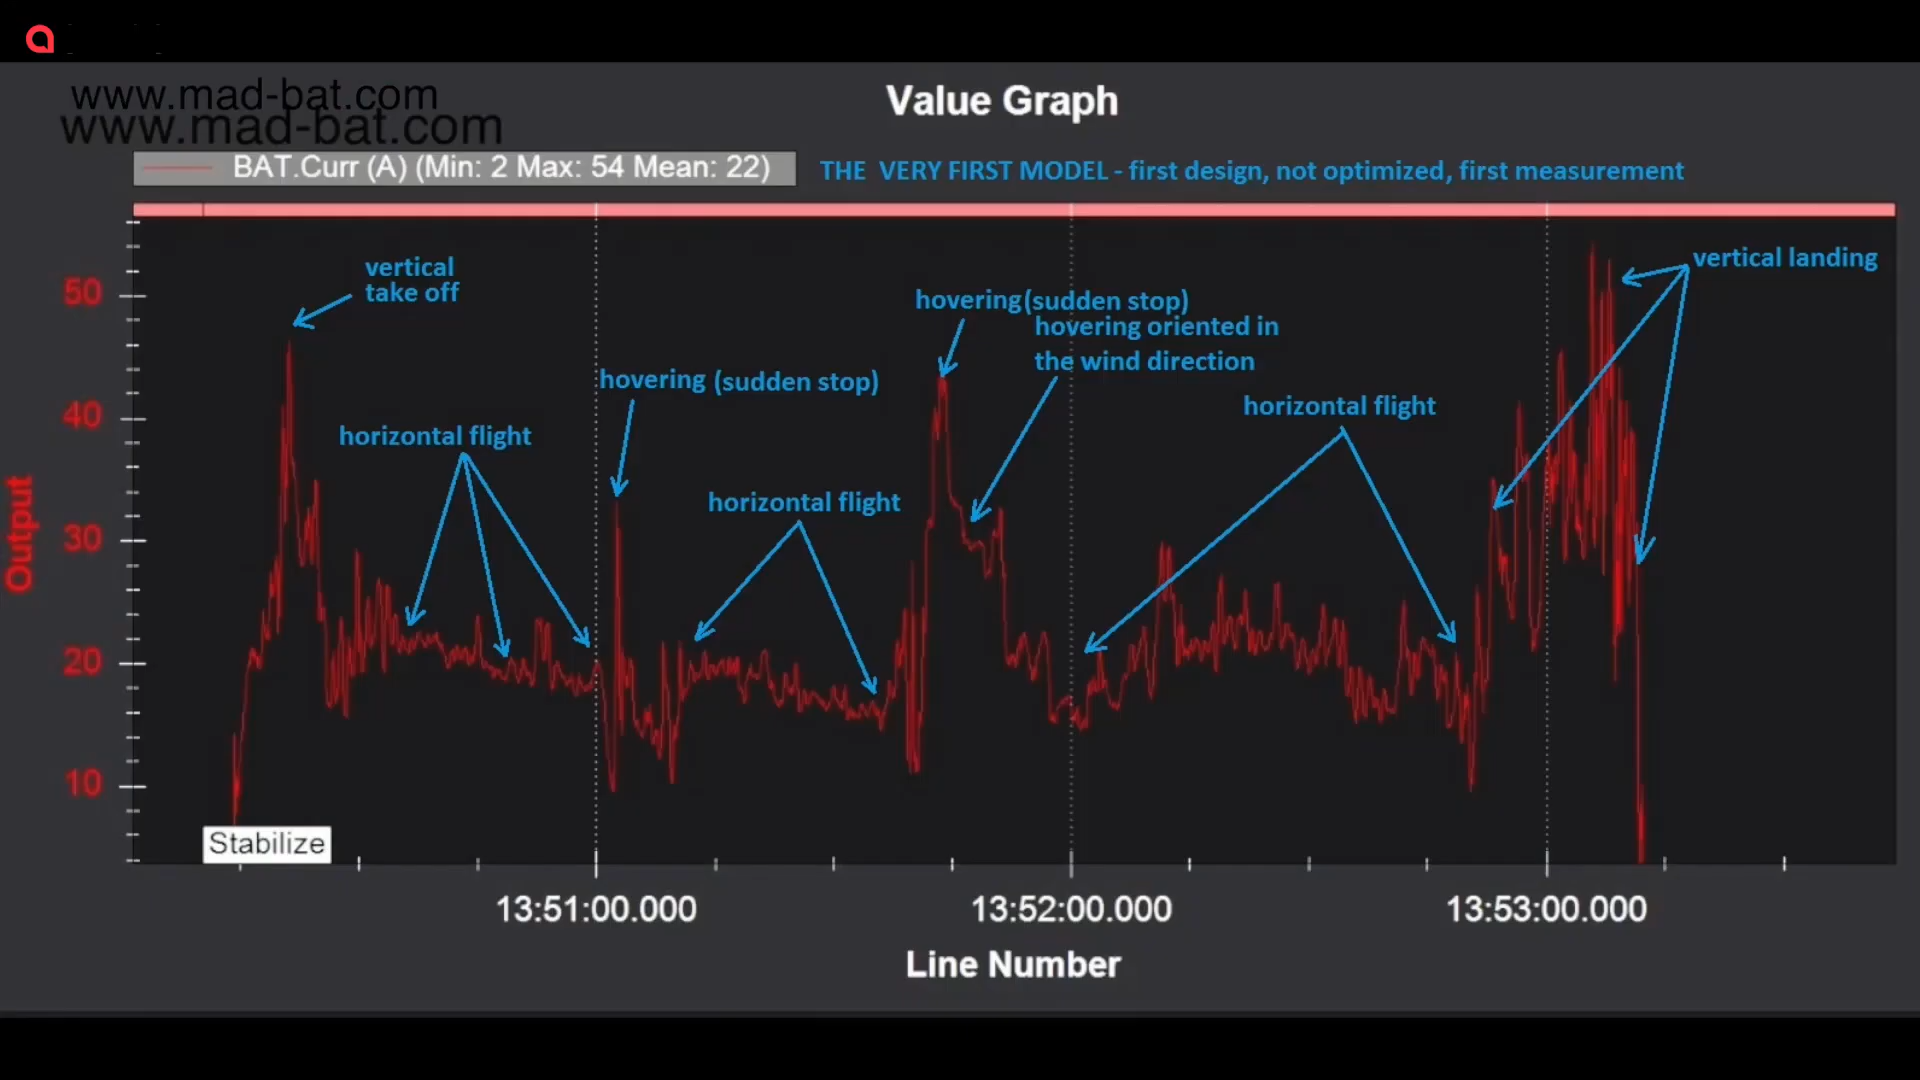 www.mad-bat.com
www.mad-bat.com
Value Graph
BAT.Curr (A) (Min: 2 Max: 54 Mean: 22)
THE VERY FIRST MODEL - first design, not optimized, first measurement
vertical
take off
horizontal flight
hovering (sudden stop)
horizontal flight
hovering(sudden stop)
hovering oriented in
the wind direction
horizontal flight
vertical landing
Output
50
40
30
20
10
Stabilize
13:51:00.000
13:52:00.000
13:53:00.000
Line Number